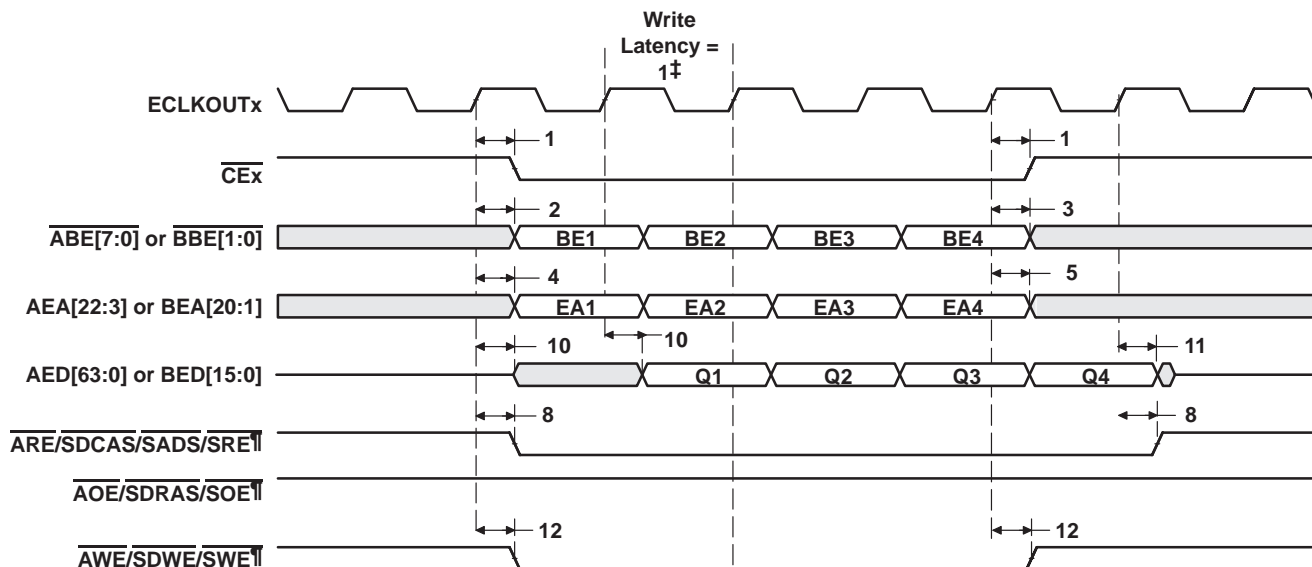 Write
Latency =
1‡
ECLKOUTx
1 1
CEx
2 3
ABE[7:0] or BBE[1:0] BE1 BE2 BE3 BE4
4 5
AEA[22:3] or BEA[20:1] EA1 EA2 EA3 EA4
10 10 11
AED[63:0] or BED[15:0] Q1 Q2 Q3 Q4
8 8
ARE/SDCAS/SADS/SRE¶
AOE/SDRAS/SOE¶
12 12
AWE/SDWE/SWE¶